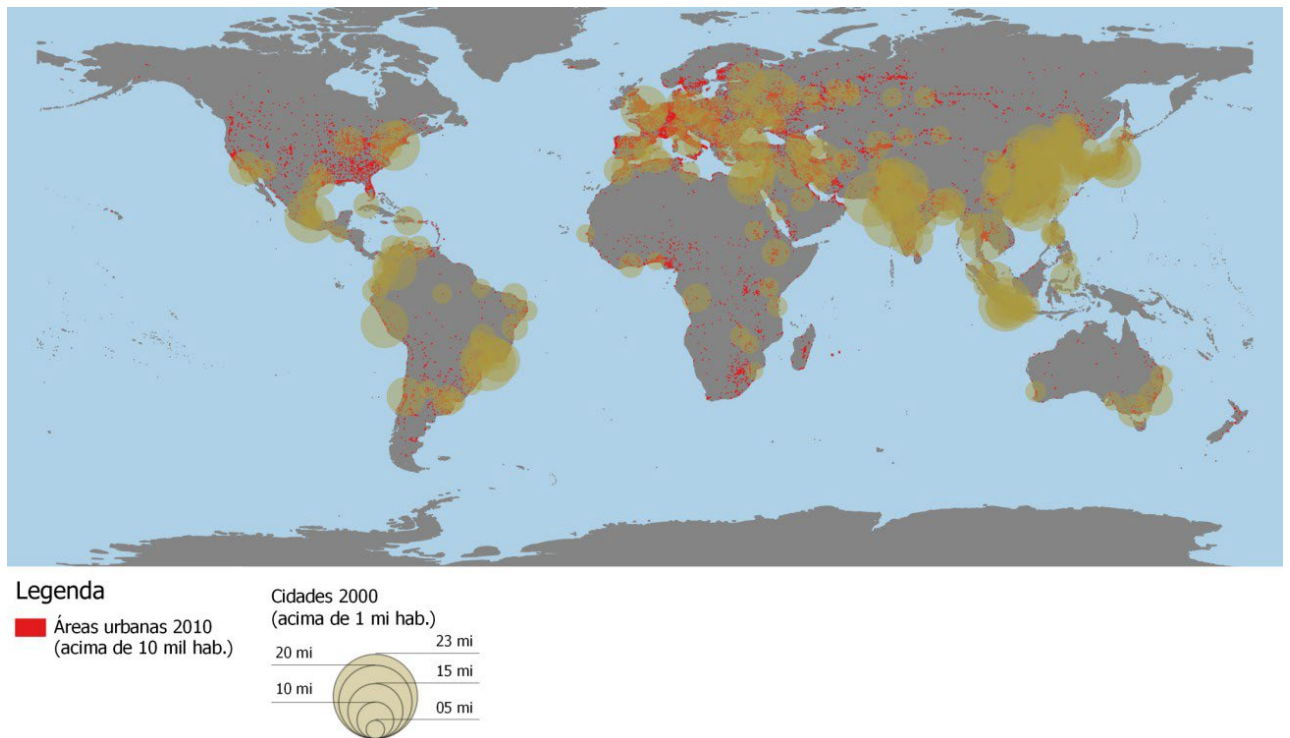 Legenda
Áreas urbanas 2010
(acima de 10 mil hab.)
Cidades 2000
(acima de 1 mi hab.)
23 mi
20 mi
15 mi
10 mi
05 mi